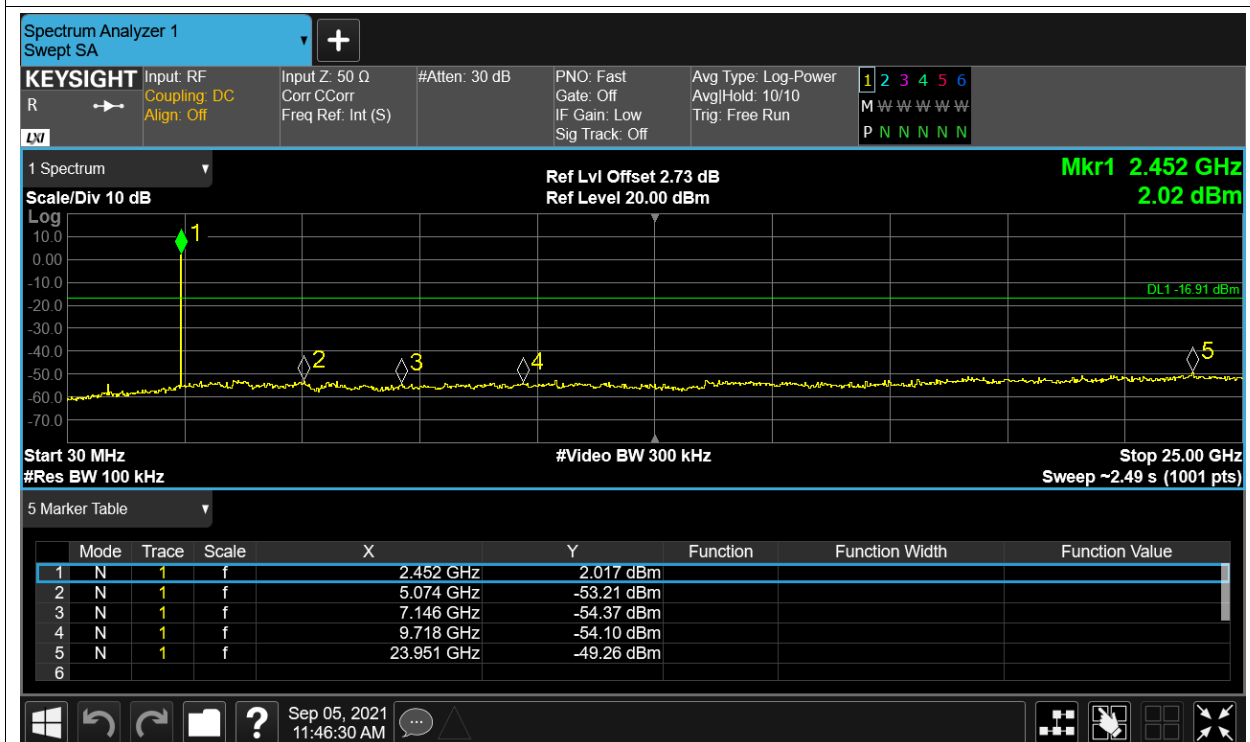 Spectrum Analyzer 1
Swept SA
+
KEYSIGHT
R
LXI
Input: RF
Coupling: DC
Align: Off
Input Z: 50 Ω
Corr CCorr
Freq Ref: Int (S)
#Atten: 30 dB
PNO: Fast
Gate: Off
IF Gain: Low
Sig Track: Off
Avg Type: Log-Power
Avg|Hold: 10/10
Trig: Free Run
1 2 3 4 5 6
M W W W W W
P N N N N N
1 Spectrum
Scale/Div 10 dB
Ref Lvl Offset 2.73 dB
Ref Level 20.00 dBm
Mkr1 2.452 GHz
2.02 dBm
Log
10.0
0.00
-10.0
-20.0
-30.0
-40.0
-50.0
-60.0
-70.0
1
2
3
4
5
DL1 -16.91 dBm
Start 30 MHz
#Res BW 100 kHz
#Video BW 300 kHz
Stop 25.00 GHz
Sweep ~2.49 s (1001 pts)
5 Marker Table
Mode Trace Scale X Y Function Function Width Function Value
1 N 1 f 2.452 GHz 2.017 dBm
2 N 1 f 5.074 GHz -53.21 dBm
3 N 1 f 7.146 GHz -54.37 dBm
4 N 1 f 9.718 GHz -54.10 dBm
5 N 1 f 23.951 GHz -49.26 dBm
6
?
Sep 05, 2021
11:46:30 AM